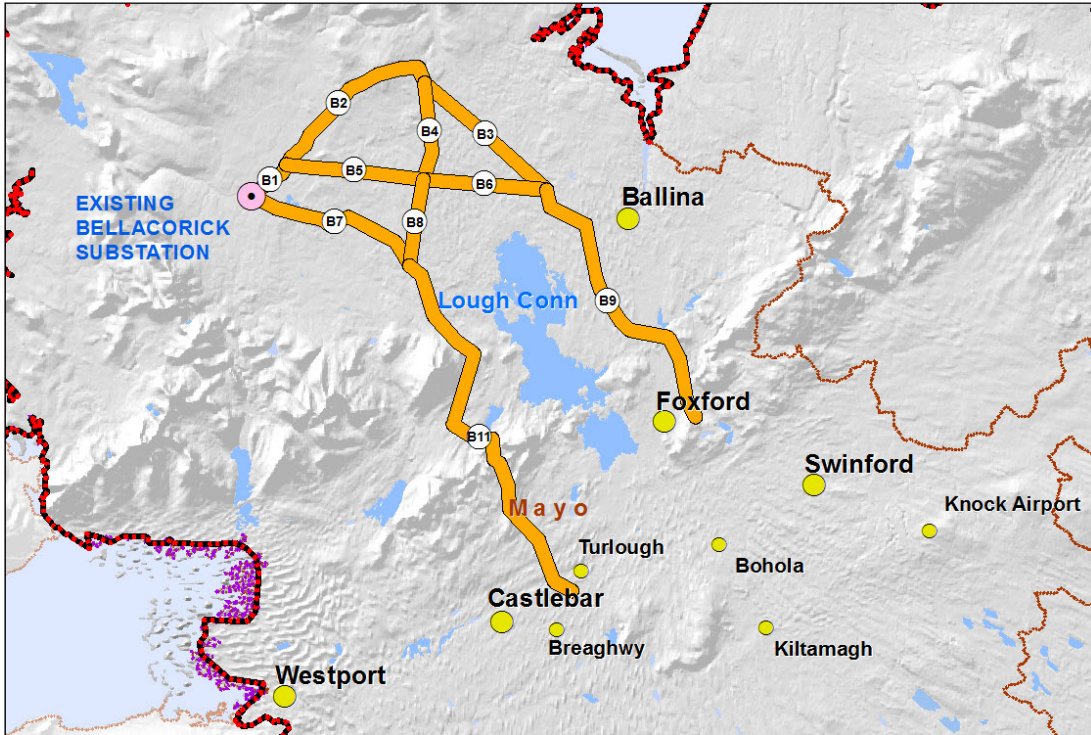 B2
B4
B3
B1
B5
B6
EXISTING
BELLACORICK
SUBSTATION
B7
B8
Ballina
Lough Conn
B9
Foxford
B11
Swinford
Mayo
Knock Airport
Turlough
Bohola
Castlebar
Breaghwy
Kiltamagh
Westport